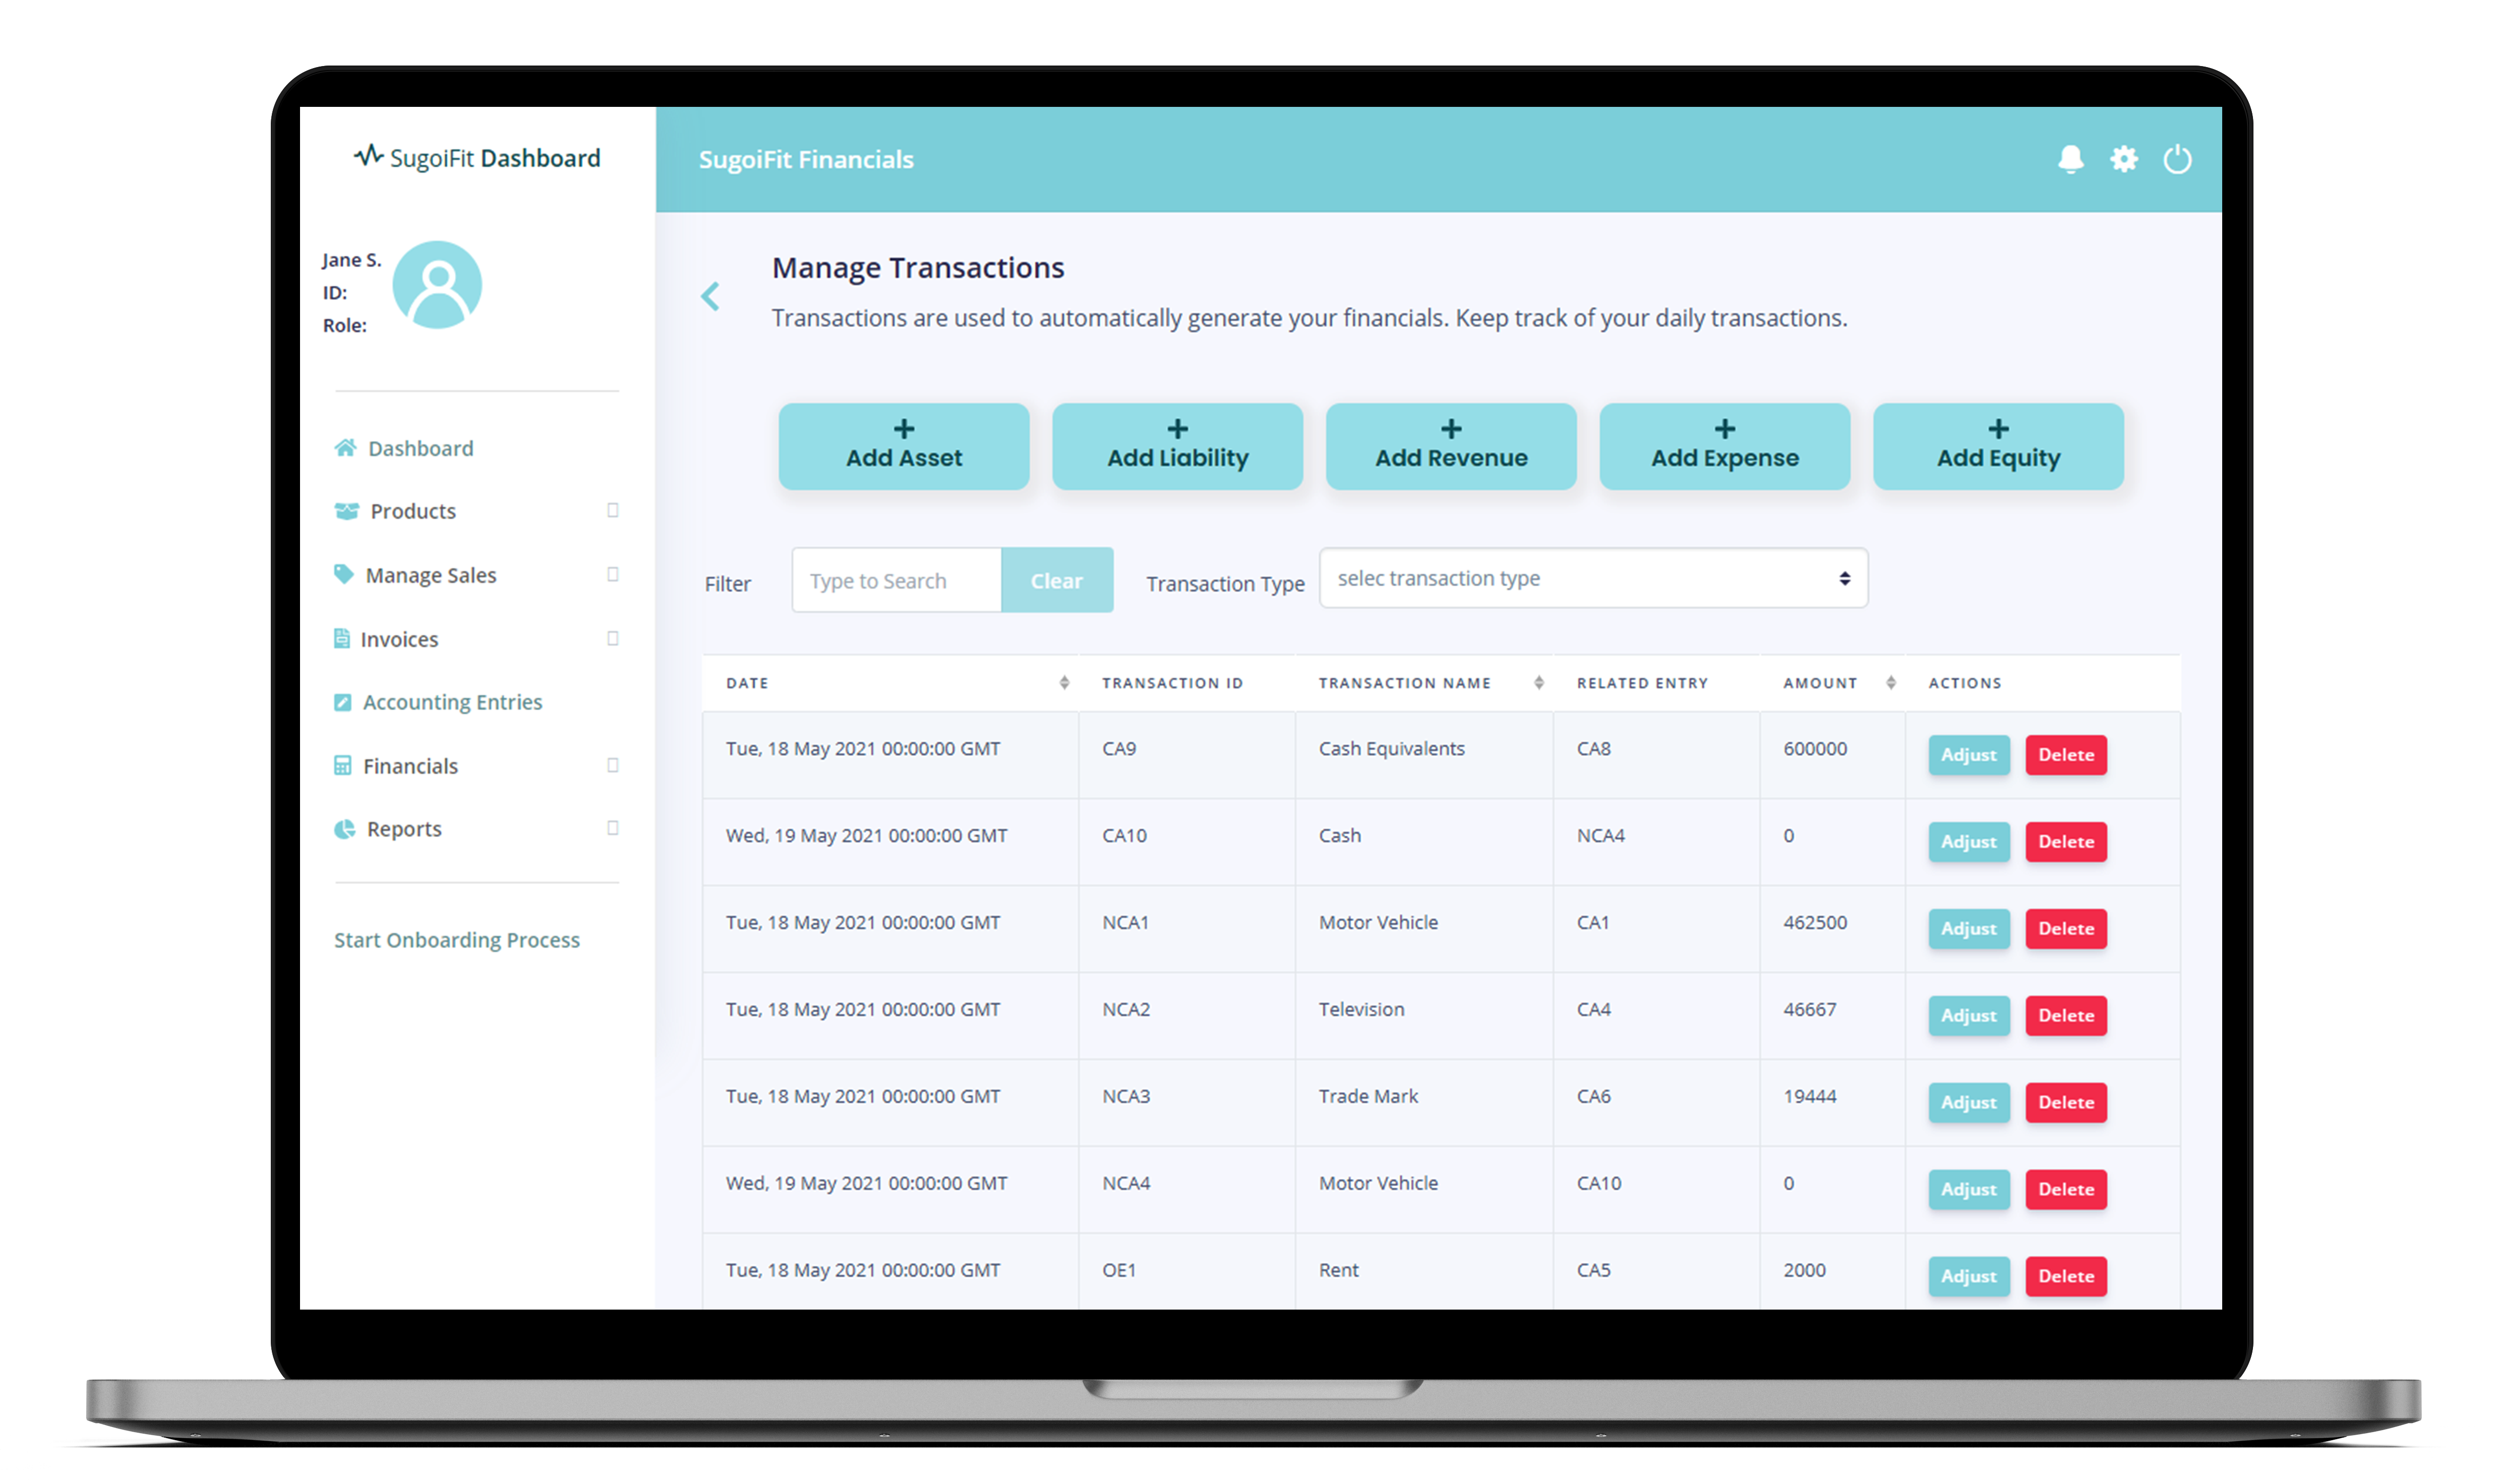 SugoiFit Dashboard
SugoiFit Financials
Jane S.
ID:
Role:
Dashboard
Products
Manage Sales
Invoices
Accounting Entries
Financials
Reports
Start Onboarding Process
Manage Transactions
Transactions are used to automatically generate your financials. Keep track of your daily transactions.
+ + + + +
Add Asset Add Liability Add Revenue Add Expense Add Equity
Filter Type to Search Clear Transaction Type selec transaction type
DATE TRANSACTION ID TRANSACTION NAME RELATED ENTRY AMOUNT ACTIONS
Tue, 18 May 2021 00:00:00 GMT CA9 Cash Equivalents CA8 600000 Adjust Delete
Wed, 19 May 2021 00:00:00 GMT CA10 Cash NCA4 0 Adjust Delete
Tue, 18 May 2021 00:00:00 GMT NCA1 Motor Vehicle CA1 462500 Adjust Delete
Tue, 18 May 2021 00:00:00 GMT NCA2 Television CA4 46667 Adjust Delete
Tue, 18 May 2021 00:00:00 GMT NCA3 Trade Mark CA6 19444 Adjust Delete
Wed, 19 May 2021 00:00:00 GMT NCA4 Motor Vehicle CA10 0 Adjust Delete
Tue, 18 May 2021 00:00:00 GMT OE1 Rent CA5 2000 Adjust Delete